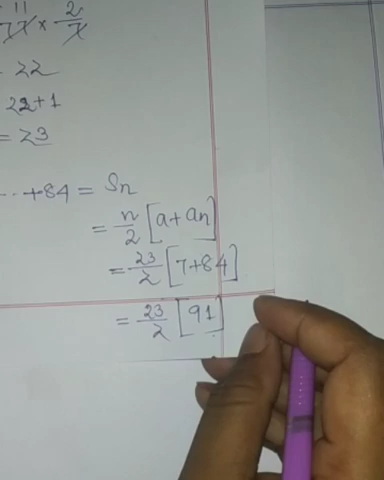 = 77 × 2/7
= 22
22+1
= 23
... +84 = Sn
= n/2 [a+an]
= 23/2 [7+84]
= 23/2 [91]